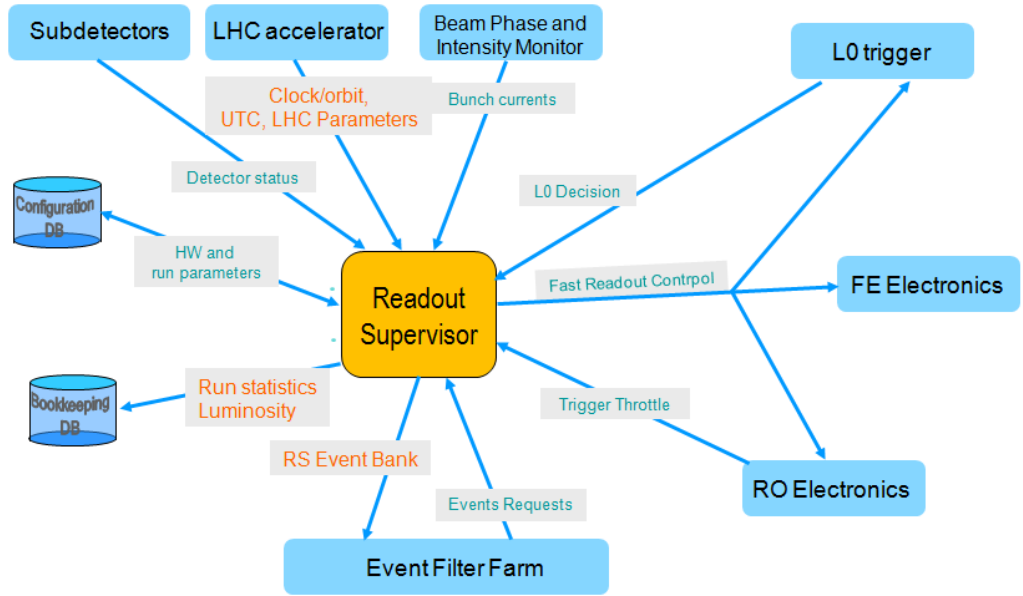 Subdetectors
LHC accelerator
Beam Phase and
Intensity Monitor
L0 trigger
Clock/orbit,
UTC, LHC Parameters
Bunch currents
Detector status
L0 Decision
Configuration
DB
HW and
run parameters
Fast Readout Contrpol
FE Electronics
Readout
Supervisor
Run statistics
Luminosity
Trigger Throttle
Bookkeeping
DB
RS Event Bank
RO Electronics
Events Requests
Event Filter Farm